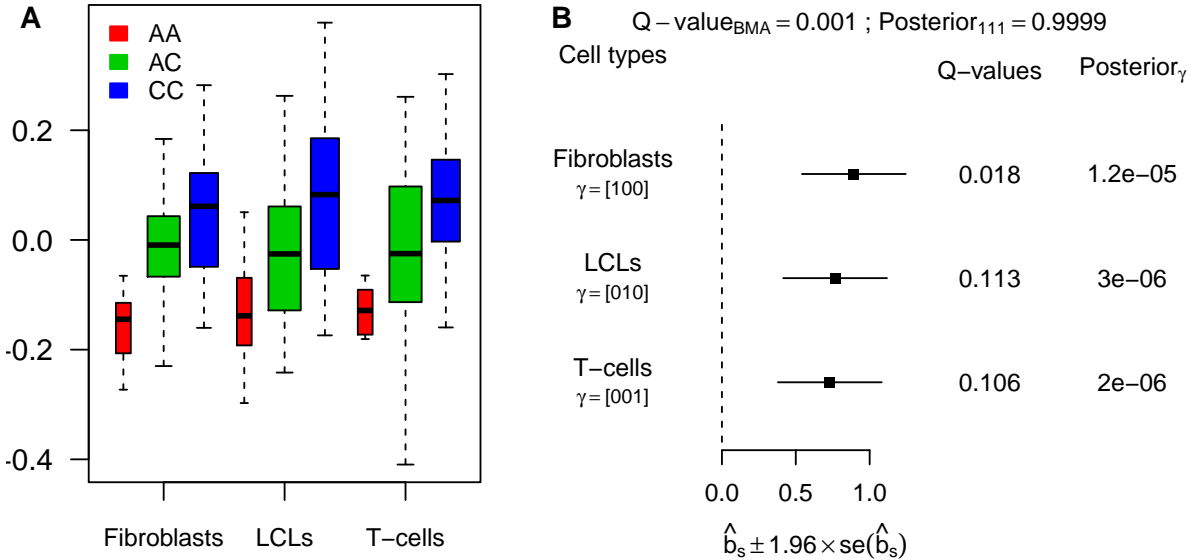 A
AA
AC
CC
0.2
0.0
-0.2
-0.4
Fibroblasts LCLs T−cells
B
Q−value_BMA = 0.001 ; Posterior_111 = 0.9999
Cell types Q−values Posterior_γ
Fibroblasts 0.018 1.2e−05
γ = [100]
LCLs 0.113 3e−06
γ = [010]
T−cells 0.106 2e−06
γ = [001]
0.0 0.5 1.0
b̂_s ± 1.96 × se(b̂_s)